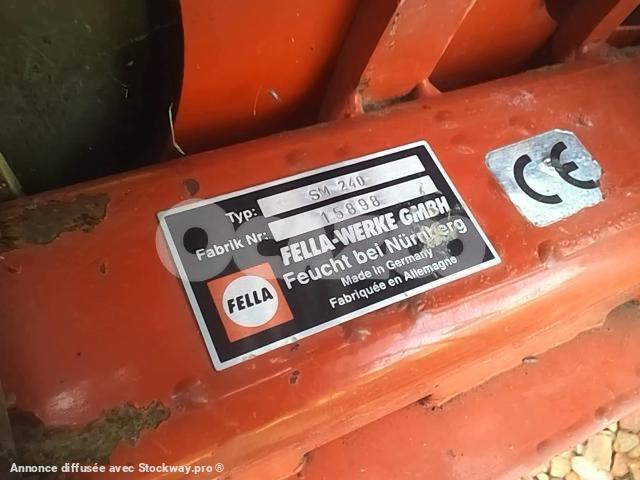 Typ: SM 240
Fabrik Nr: 15898
FELLA-WERKE GMBH
Feucht bei Nürnberg
Made in Germany
Fabriquée en Allemagne
FELLA
CE
Annonce diffusée avec Stockway.pro®